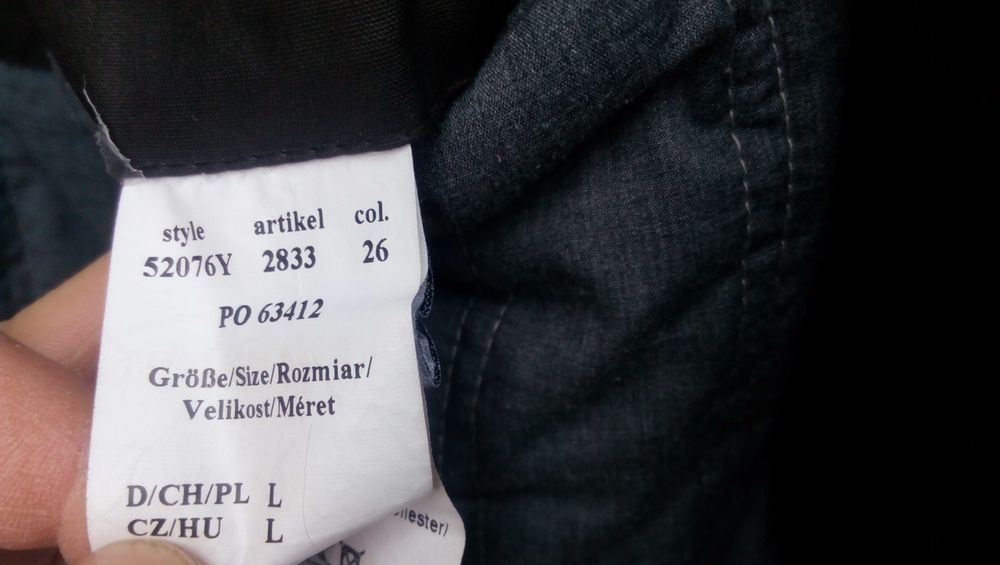 style artikel col.
52076Y 2833 26
PO 63412
Größe/Size/Rozmiar/
Velikost/Méret
D/CH/PL L
CZ/HU L